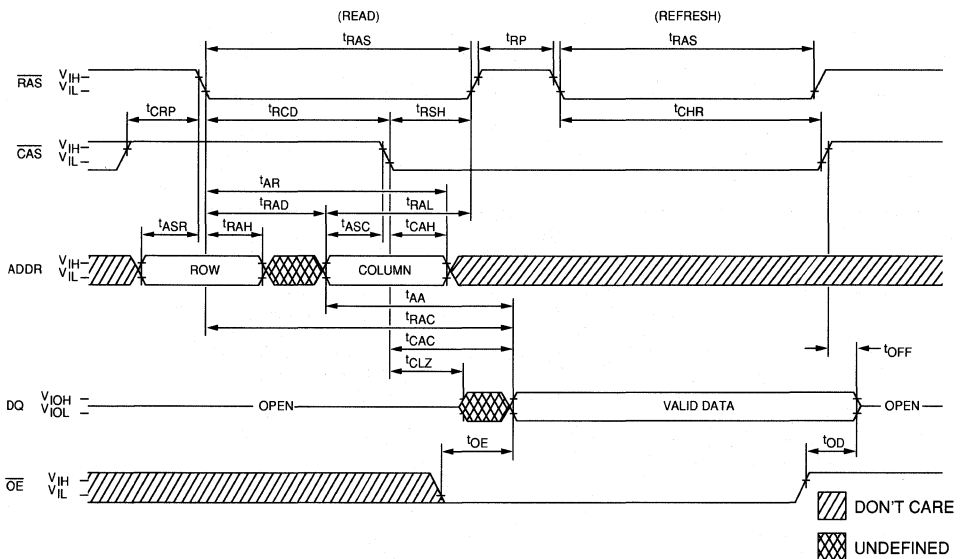 (READ) (REFRESH)
tRAS tRP tRAS
RAS VIH VIL
tCRP tRCD tRSH tCHR
CAS VIH VIL
tAR
tRAD tRAL
tASR tRAH tASC tCAH
ADDR VIH VIL ROW COLUMN
tAA
tRAC
tCAC tOFF
tCLZ
DQ VIOH VIOL OPEN VALID DATA OPEN
tOE tOD
OE VIH VIL
DON'T CARE
UNDEFINED